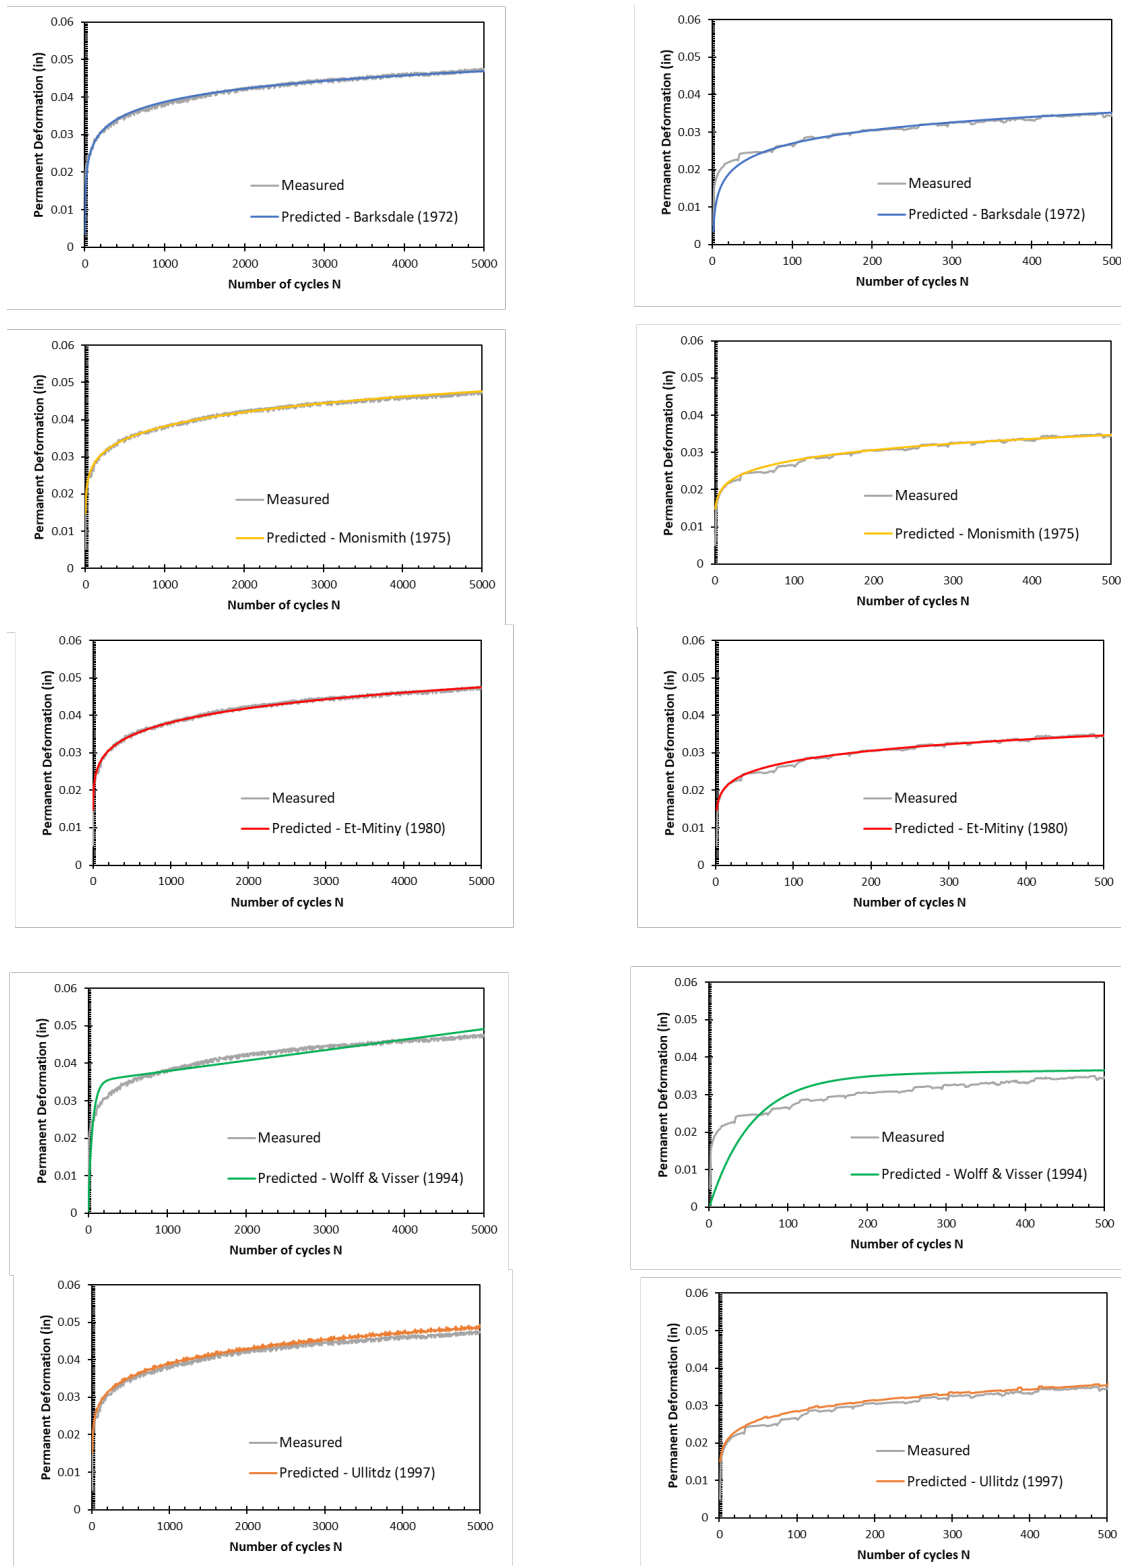 0.06
0.05
0.04
0.03
0.02
0.01
0
Permanent Deformation (in)
Measured
Predicted - Barksdale (1972)
0 1000 2000 3000 4000 5000
Number of cycles N
0.06
0.05
0.04
0.03
0.02
0.01
0
Permanent Deformation (in)
Measured
Predicted - Barksdale (1972)
0 100 200 300 400 500
Number of cycles N
0.06
0.05
0.04
0.03
0.02
0.01
0
Permanent Deformation (in)
Measured
Predicted - Monismith (1975)
0 1000 2000 3000 4000 5000
Number of cycles N
0.06
0.05
0.04
0.03
0.02
0.01
0
Permanent Deformation (in)
Measured
Predicted - Monismith (1975)
0 100 200 300 400 500
Number of cycles N
0.06
0.05
0.04
0.03
0.02
0.01
0
Permanent Deformation (in)
Measured
Predicted - Et-Mitiny (1980)
0 1000 2000 3000 4000 5000
Number of cycles N
0.06
0.05
0.04
0.03
0.02
0.01
0
Permanent Deformation (in)
Measured
Predicted - Et-Mitiny (1980)
0 100 200 300 400 500
Number of cycles N
0.06
0.05
0.04
0.03
0.02
0.01
0
Permanent Deformation (in)
Measured
Predicted - Wolff & Visser (1994)
0 1000 2000 3000 4000 5000
Number of cycles N
0.06
0.05
0.04
0.03
0.02
0.01
0
Permanent Deformation (in)
Measured
Predicted - Wolff & Visser (1994)
0 100 200 300 400 500
Number of cycles N
0.06
0.05
0.04
0.03
0.02
0.01
0
Permanent Deformation (in)
Measured
Predicted - Ullitdz (1997)
0 1000 2000 3000 4000 5000
Number of cycles N
0.06
0.05
0.04
0.03
0.02
0.01
0
Permanent Deformation (in)
Measured
Predicted - Ullitdz (1997)
0 100 200 300 400 500
Number of cycles N